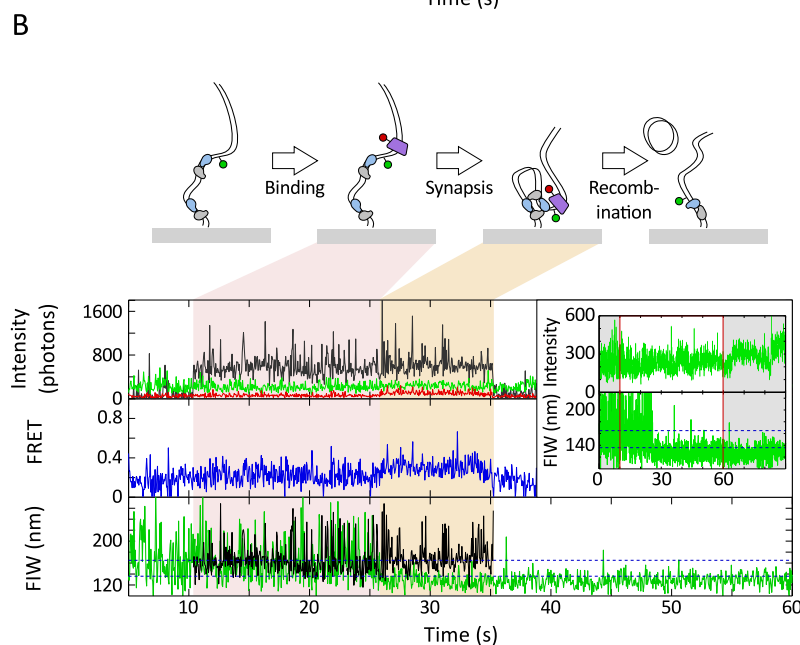 Time (s)
B
Binding
Synapsis
Recomb-
ination
Intensity
(photons)
1600
800
0
FRET
0.8
0.4
0
FIW (nm)
200
120
10
20
30
40
50
60
Time (s)
Intensity
600
300
0
FIW (nm)
200
140
0
30
60